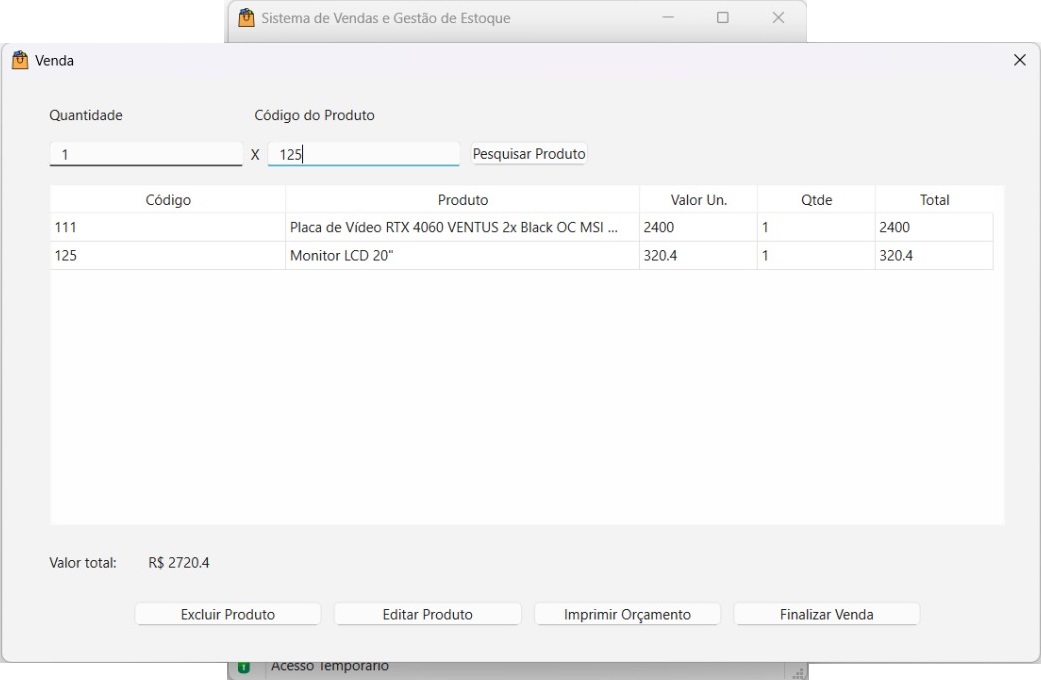 Sistema de Vendas e Gestão de Estoque
Venda
Quantidade Código do Produto
1 X 125 Pesquisar Produto
Código Produto Valor Un. Qtde Total
111 Placa de Vídeo RTX 4060 VENTUS 2x Black OC MSI ... 2400 1 2400
125 Monitor LCD 20" 320.4 1 320.4
Valor total: R$ 2720.4
Excluir Produto Editar Produto Imprimir Orçamento Finalizar Venda
Acesso Temporário